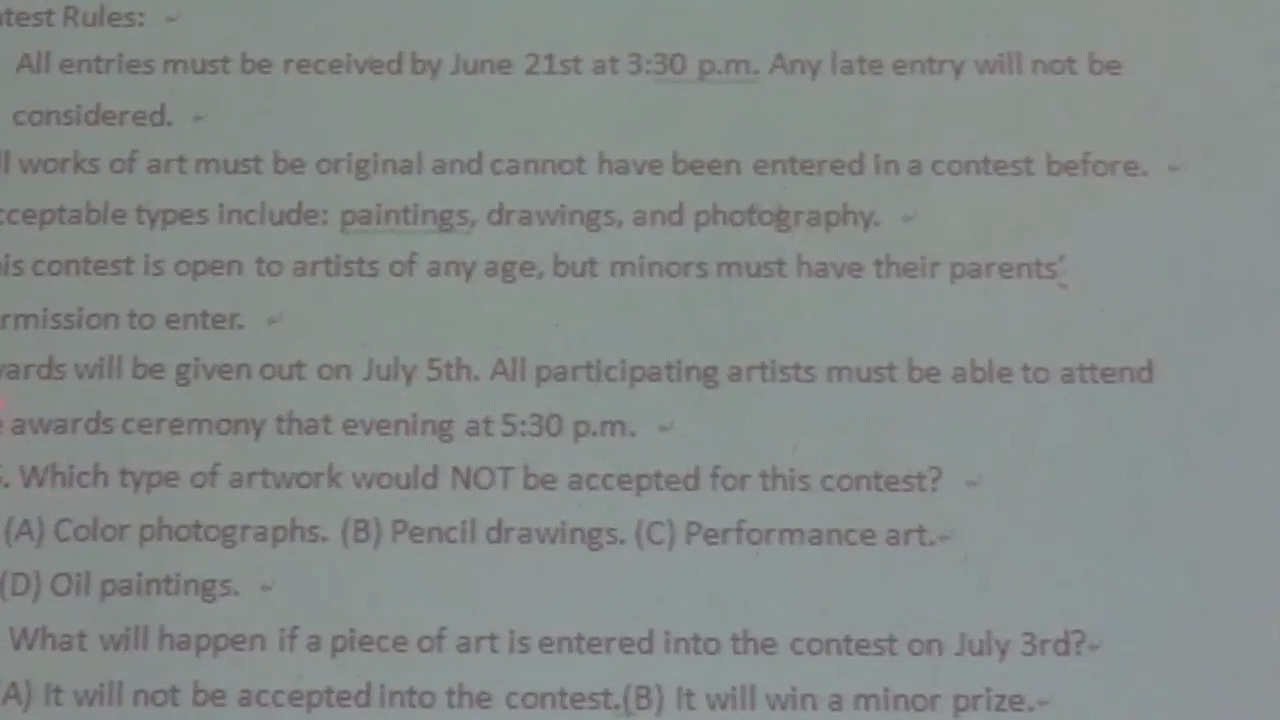 test Rules:
All entries must be received by June 21st at 3:30 p.m. Any late entry will not be
considered.
l works of art must be original and cannot have been entered in a contest before.
cceptable types include: paintings, drawings, and photography.
is contest is open to artists of any age, but minors must have their parents'
rmission to enter.
ards will be given out on July 5th. All participating artists must be able to attend
awards ceremony that evening at 5:30 p.m.
. Which type of artwork would NOT be accepted for this contest?
(A) Color photographs. (B) Pencil drawings. (C) Performance art.
(D) Oil paintings.
What will happen if a piece of art is entered into the contest on July 3rd?
A) It will not be accepted into the contest.(B) It will win a minor prize.